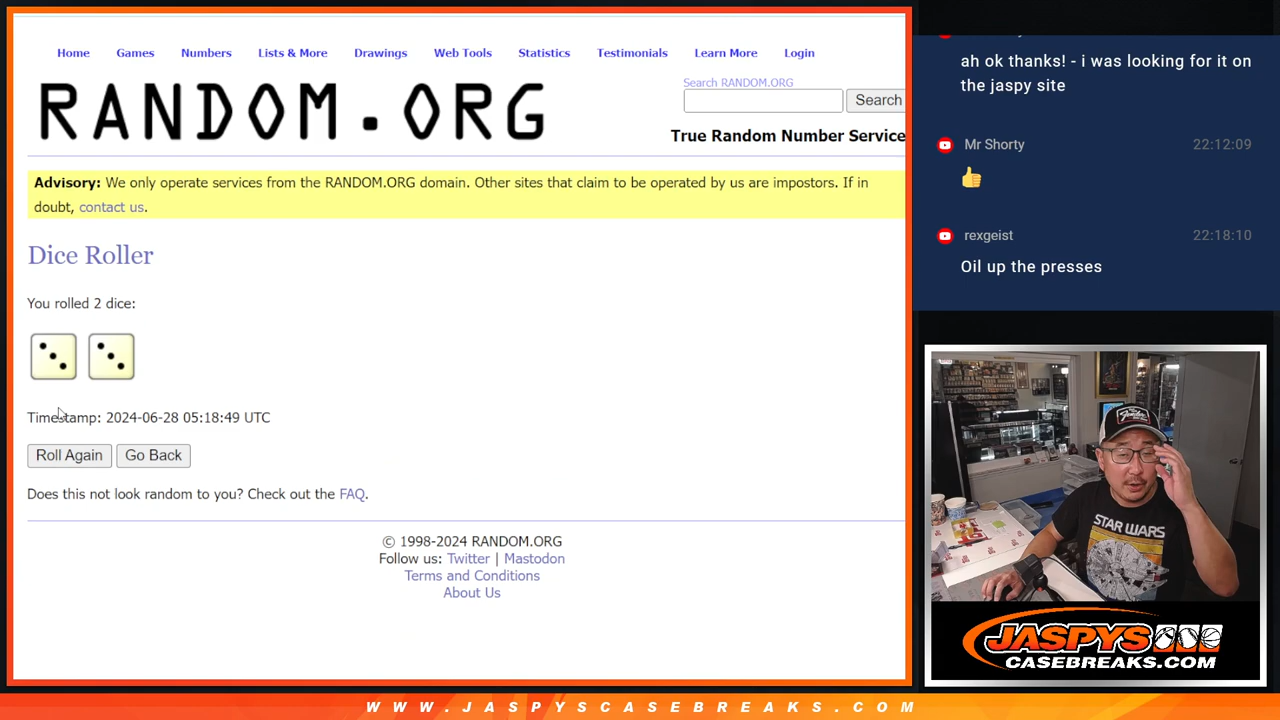 Home Games Numbers Lists & More Drawings Web Tools Statistics Testimonials Learn More Login
RANDOM.ORG
Search RANDOM.ORG
Search
True Random Number Service
Advisory: We only operate services from the RANDOM.ORG domain. Other sites that claim to be operated by us are impostors. If in
doubt, contact us.
Dice Roller
You rolled 2 dice:
Timestamp: 2024-06-28 05:18:49 UTC
Roll Again Go Back
Does this not look random to you? Check out the FAQ.
© 1998-2024 RANDOM.ORG
Follow us: Twitter | Mastodon
Terms and Conditions
About Us
ah ok thanks! - i was looking for it on
the jaspy site
Mr Shorty 22:12:09
rexgeist 22:18:10
Oil up the presses
Fender
STAR WARS
JASPYS
CASEBREAKS.COM
WWW.JASPYSCASEBREAKS.COM